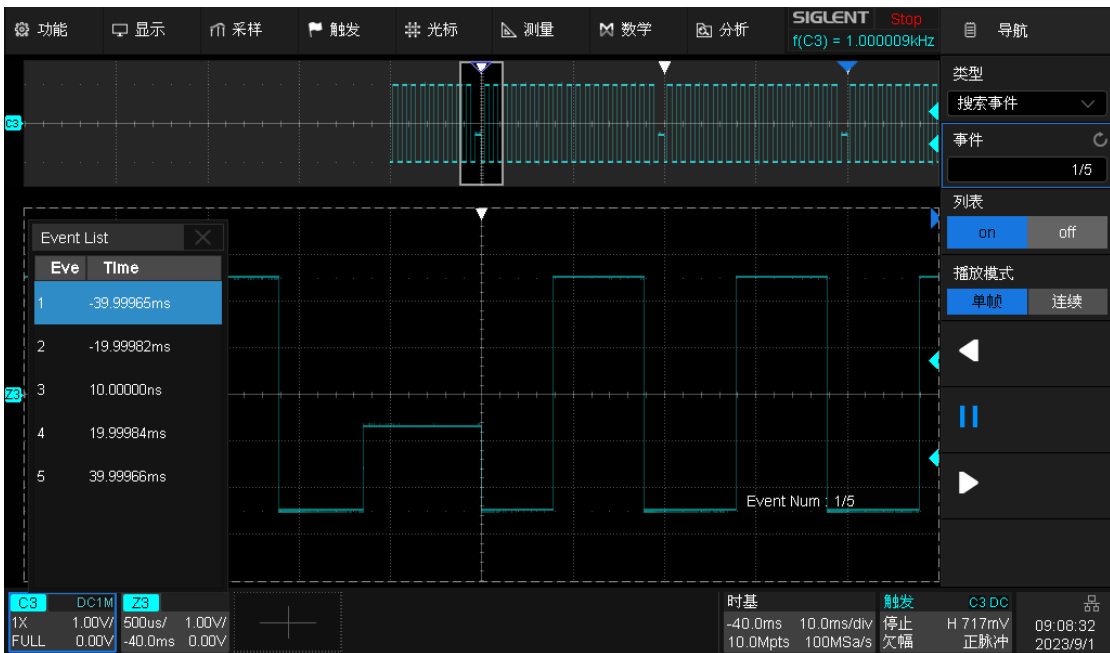 功能 显示 采样 触发 光标 测量 数学 分析 SIGLENT Stop 导航
f(C3) = 1.000009kHz
类型
搜索事件
C3
事件
1/5
列表
on off
Event List
Eve Time
播放模式
单帧 连续
1 -39.99965ms
2 -19.99982ms
3 10.00000ns
Z3
4 19.99984ms
5 39.99966ms
Event Num : 1/5
C3 DC1M
1X 1.00V/
FULL 0.00V
Z3
500us/ 1.00V/
-40.0ms 0.00V
时基
-40.0ms 10.0ms/div
10.0Mpts 100MSa/s
触发 C3 DC
停止 H 717mV
欠幅 正脉冲
09:08:32
2023/9/1